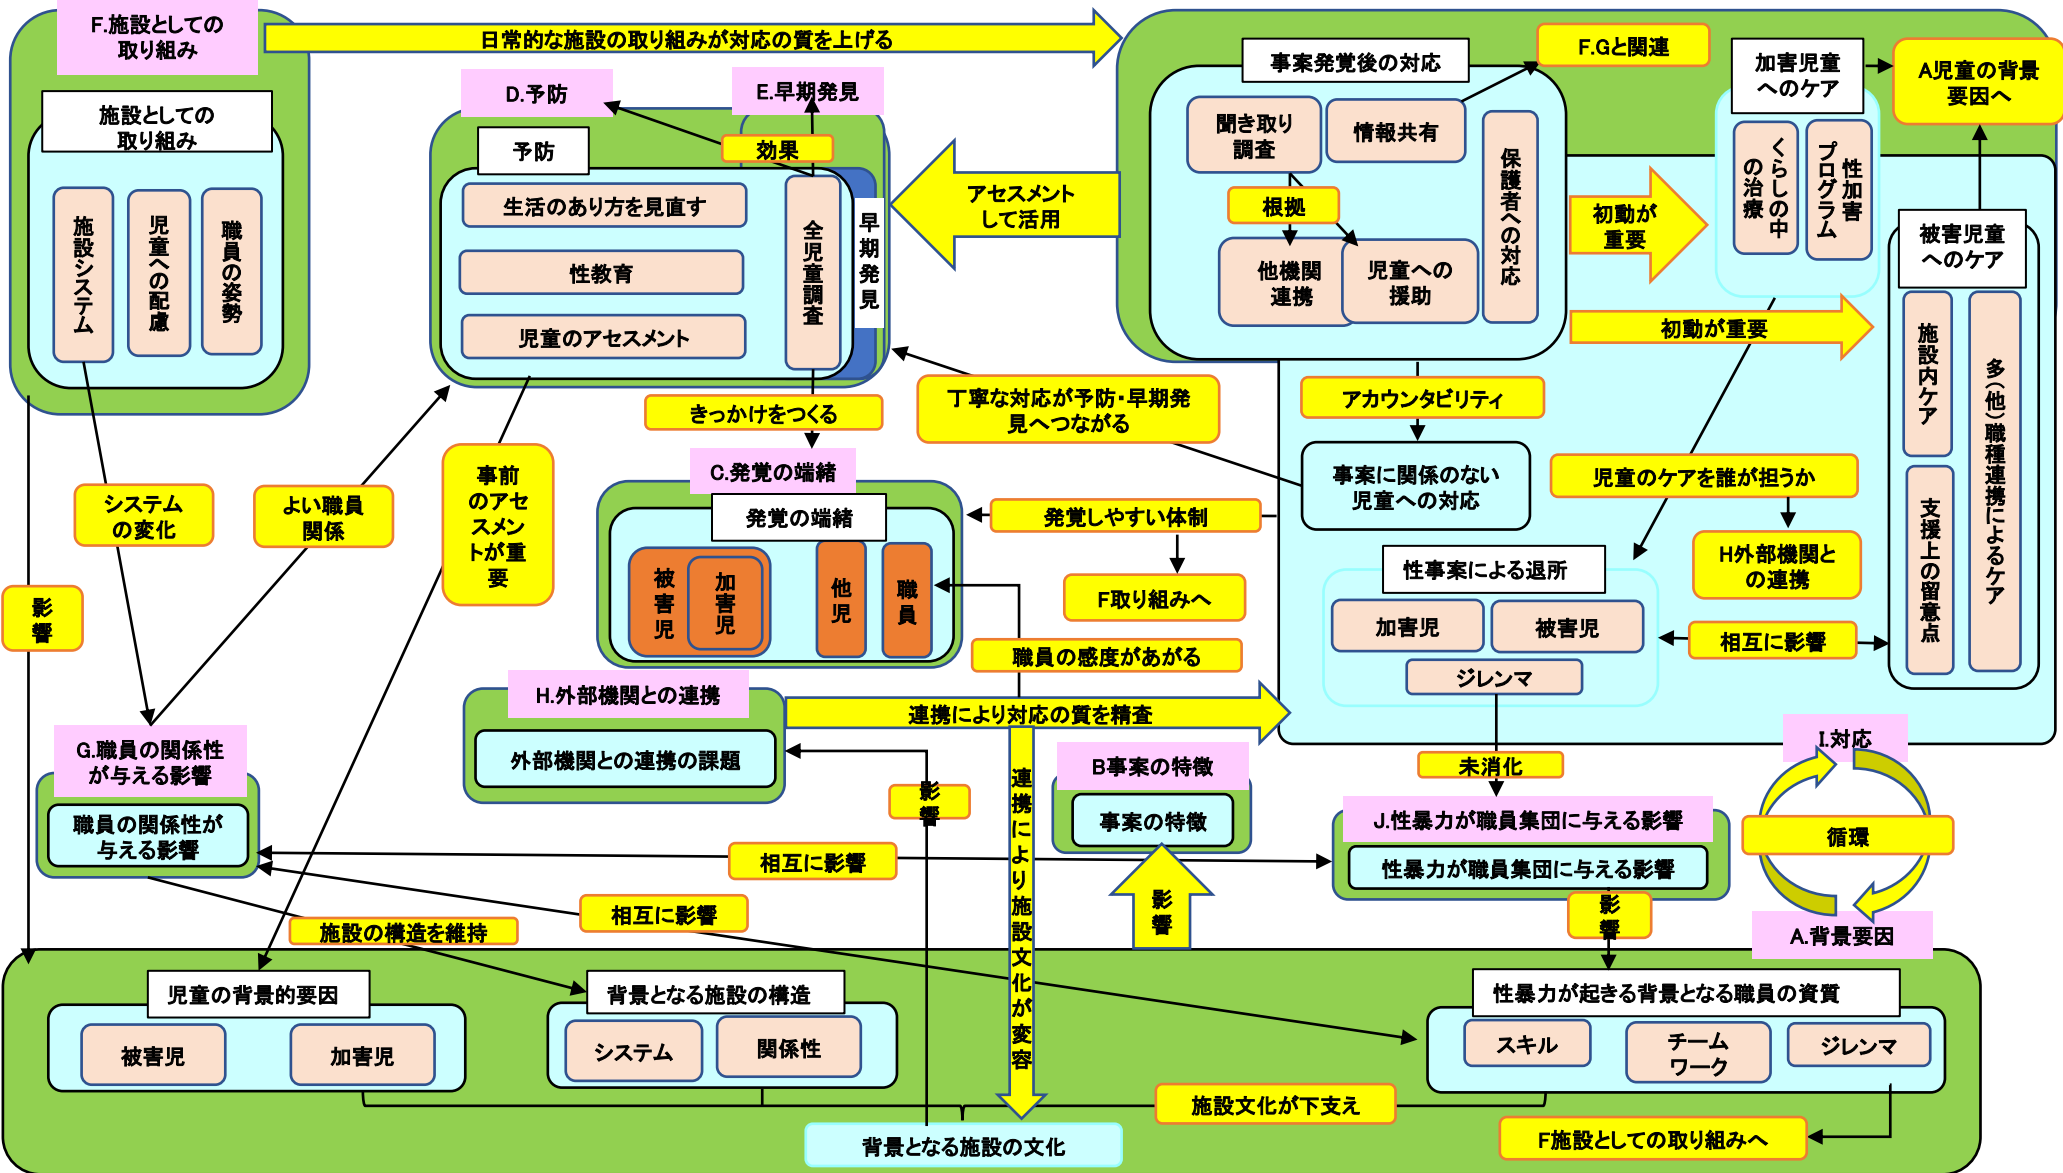 F.施設としての
取り組み
日常的な施設の取り組みが対応の質を上げる
施設としての
取り組み
施設システム
児童への配慮
職員の姿勢
D.予防
E.早期発見
予防
効果
生活のあり方を見直す
性教育
児童のアセスメント
全児童調査
早期発見
アセスメント
して活用
事案発覚後の対応
F.Gと関連
聞き取り
調査
情報共有
保護者への対応
根拠
他機関
連携
児童への
援助
初動が
重要
初動が重要
加害児童
へのケア
A児童の背景
要因へ
くらしの中
の治療
性加害
プログラム
被害児童
へのケア
施設内ケア
支援上の留意点
多(他)職種連携によるケア
きっかけをつくる
丁寧な対応が予防・早期発
見へつながる
アカウンタビリティ
事案に関係のない
児童への対応
児童のケアを誰が担うか
H外部機関と
の連携
システム
の変化
よい職員
関係
事前
のアセ
スメン
トが重
要
C.発覚の端緒
発覚の端緒
被害児
加害児
他児
職員
発覚しやすい体制
F取り組みへ
職員の感度があがる
性事案による退所
加害児
被害児
ジレンマ
相互に影響
影
響
H.外部機関との連携
外部機関との連携の課題
連携により対応の質を精査
連携により施設文化が変容
影
響
B事案の特徴
事案の特徴
影
響
未消化
I.対応
循環
A.背景要因
G.職員の関係性
が与える影響
職員の関係性が
与える影響
相互に影響
相互に影響
施設の構造を維持
J.性暴力が職員集団に与える影響
性暴力が職員集団に与える影響
影
響
児童の背景的要因
被害児
加害児
背景となる施設の構造
システム
関係性
性暴力が起きる背景となる職員の資質
スキル
チーム
ワーク
ジレンマ
施設文化が下支え
F施設としての取り組みへ
背景となる施設の文化